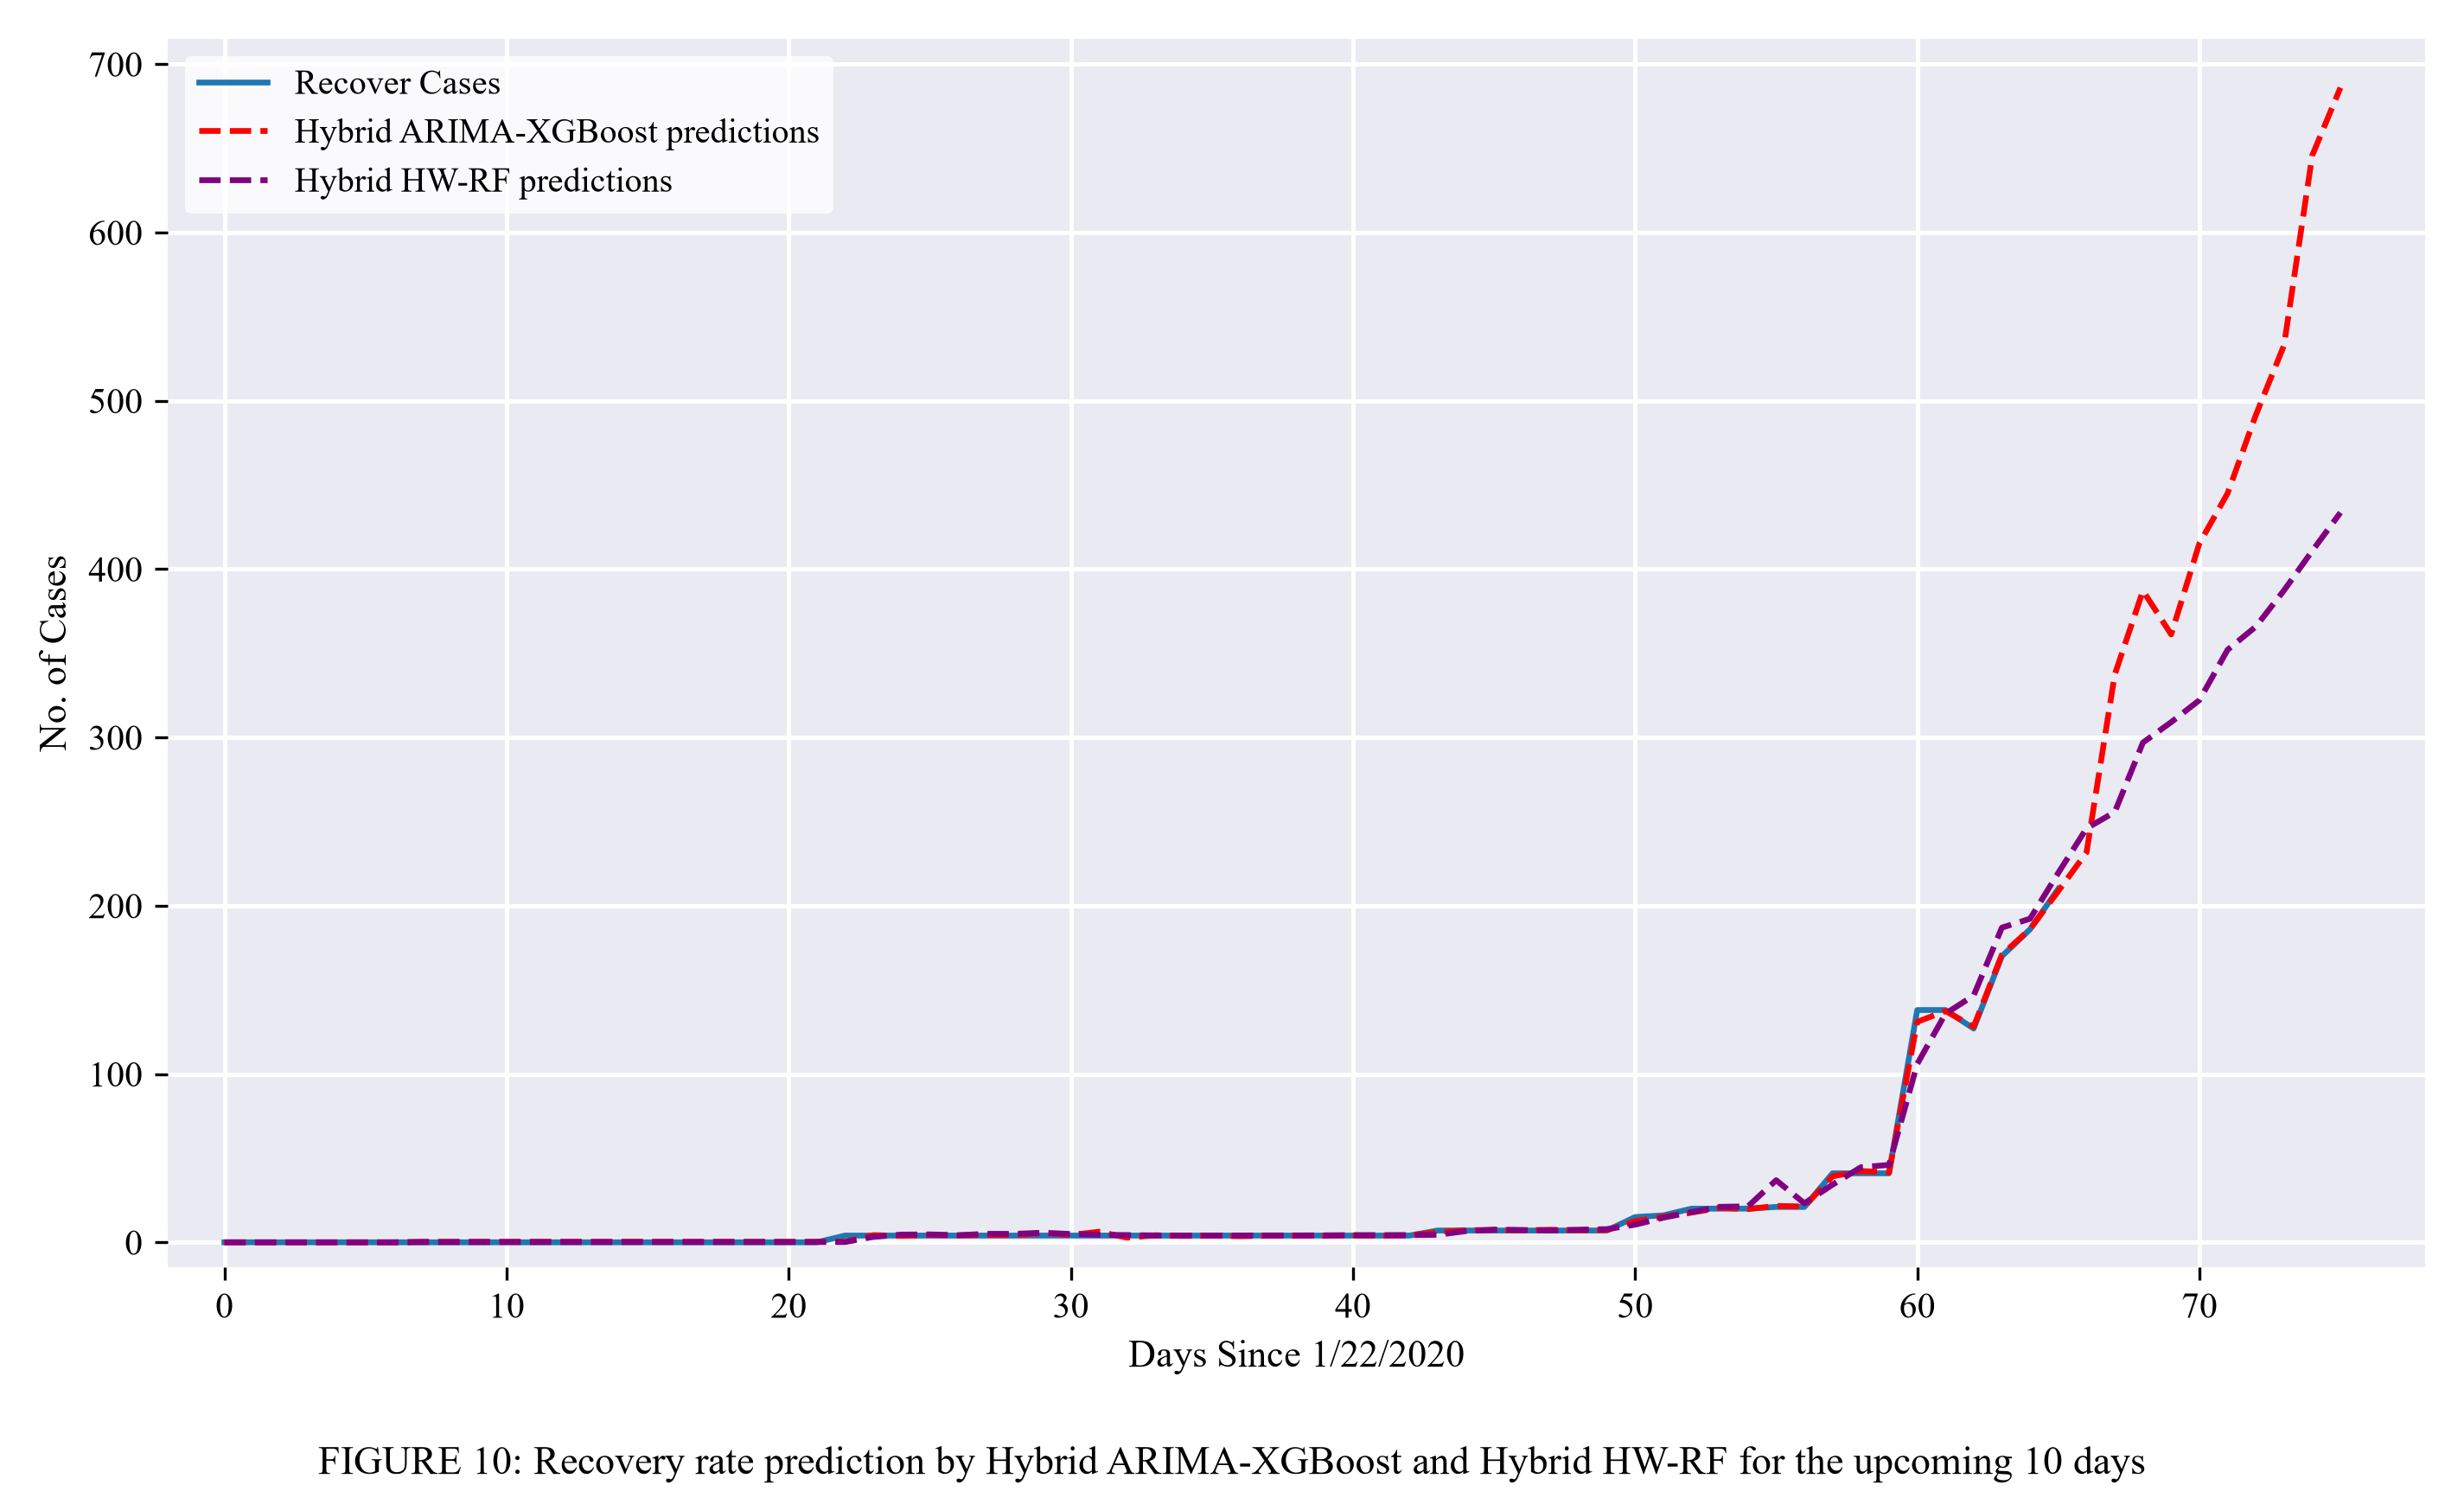 Recover Cases
Hybrid ARIMA-XGBoost predictions
Hybrid HW-RF predictions
700
600
500
400
300
200
100
0
No. of Cases
0 10 20 30 40 50 60 70
Days Since 1/22/2020
FIGURE 10: Recovery rate prediction by Hybrid ARIMA-XGBoost and Hybrid HW-RF for the upcoming 10 days